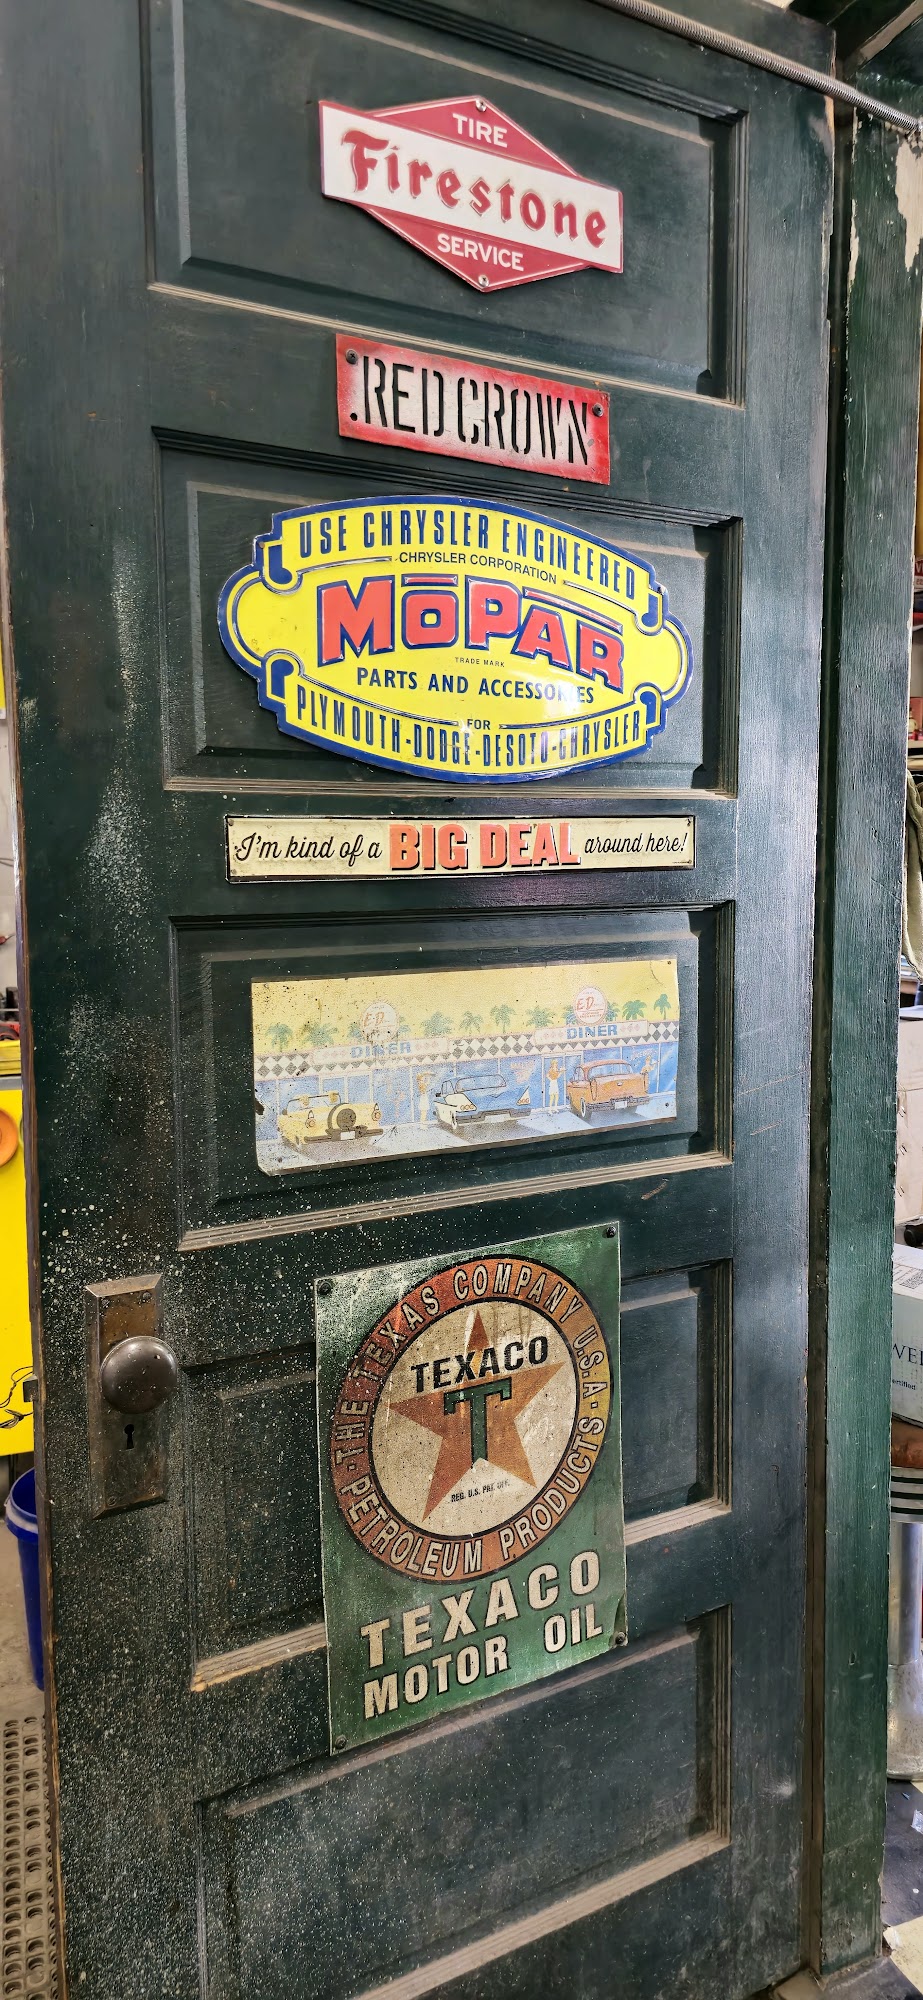 TIRE
Firestone
SERVICE
RED CROWN
USE CHRYSLER ENGINEERED
CHRYSLER CORPORATION
MOPAR
TRADE MARK
PARTS AND ACCESSORIES
FOR
PLYMOUTH-DODGE-DESOTO-CHRYSLER
I'm kind of a BIG DEAL around here!
E.D.
E.D.
DINER
DINER
·THE TEXAS COMPANY U.S.A·
PETROLEUM PRODUCTS
TEXACO
T
REG. U.S. PAT. OFF.
TEXACO
MOTOR OIL